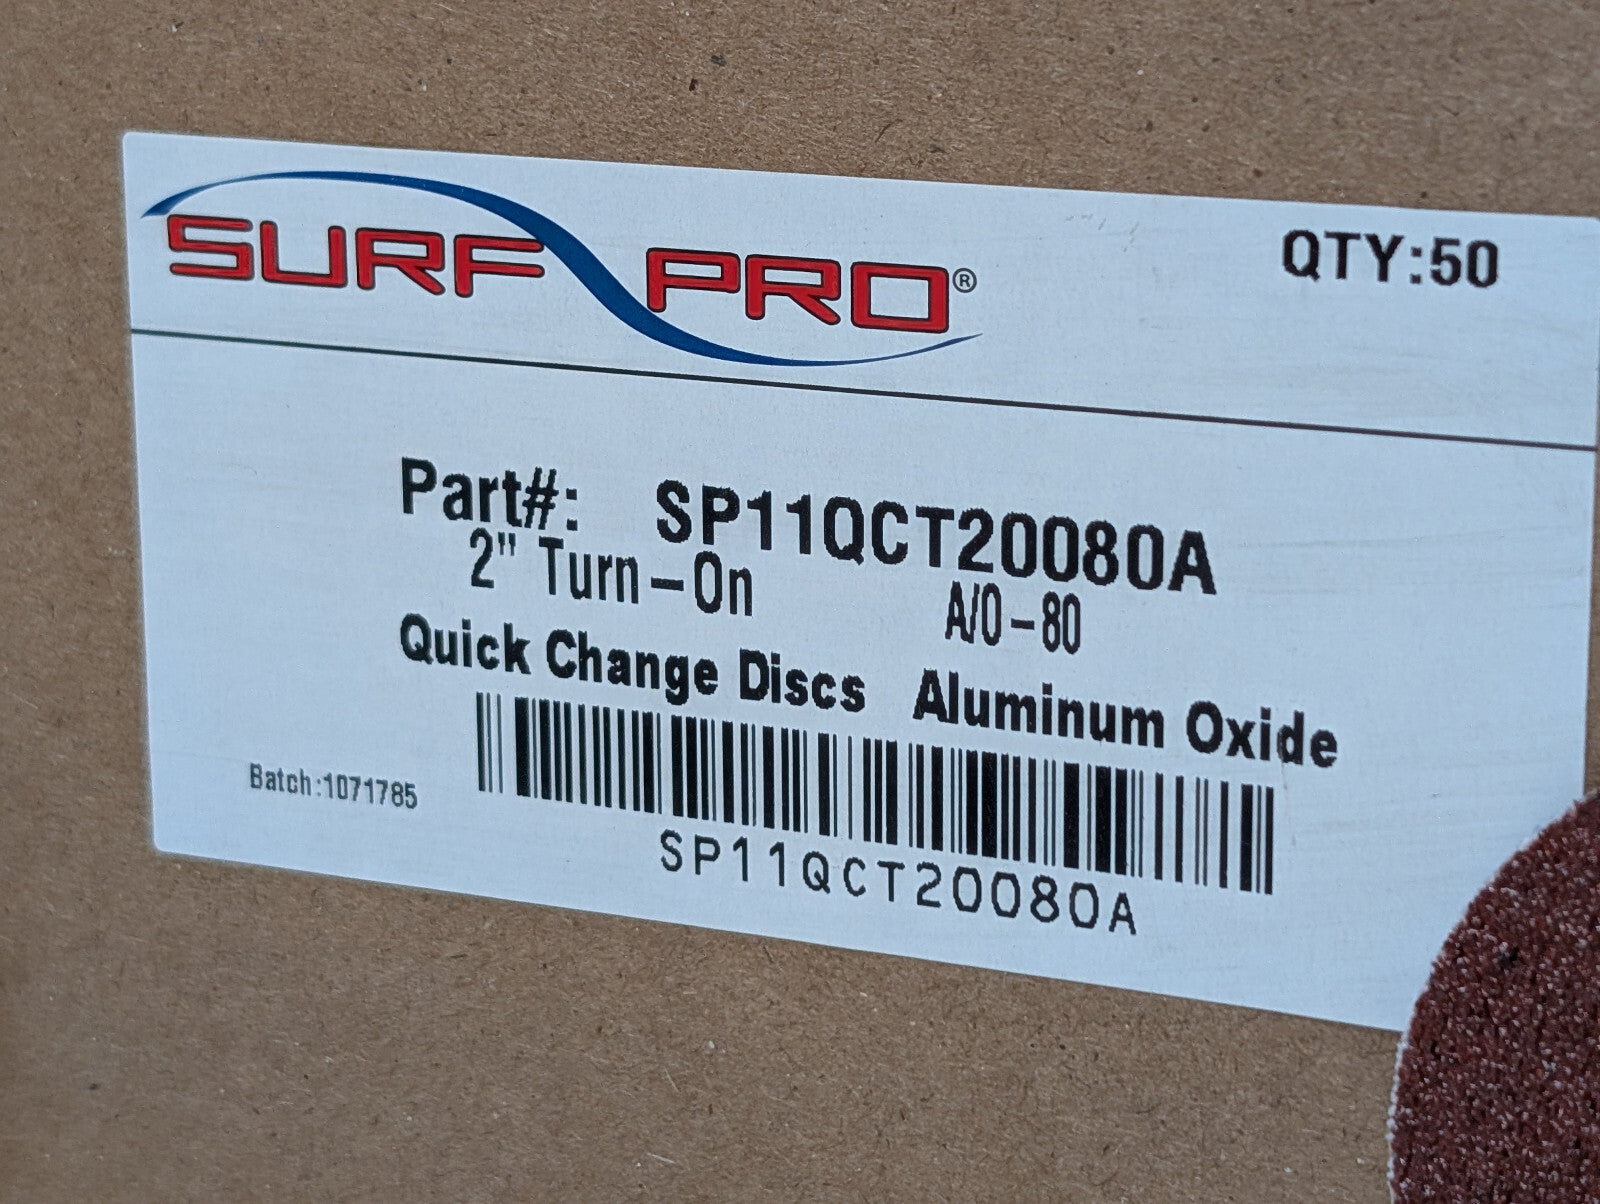 SURF PRO®
QTY:50
Part#: SP11QCT20080A
2" Turn-On A/O-80
Quick Change Discs Aluminum Oxide
Batch:1071785
SP11QCT20080A